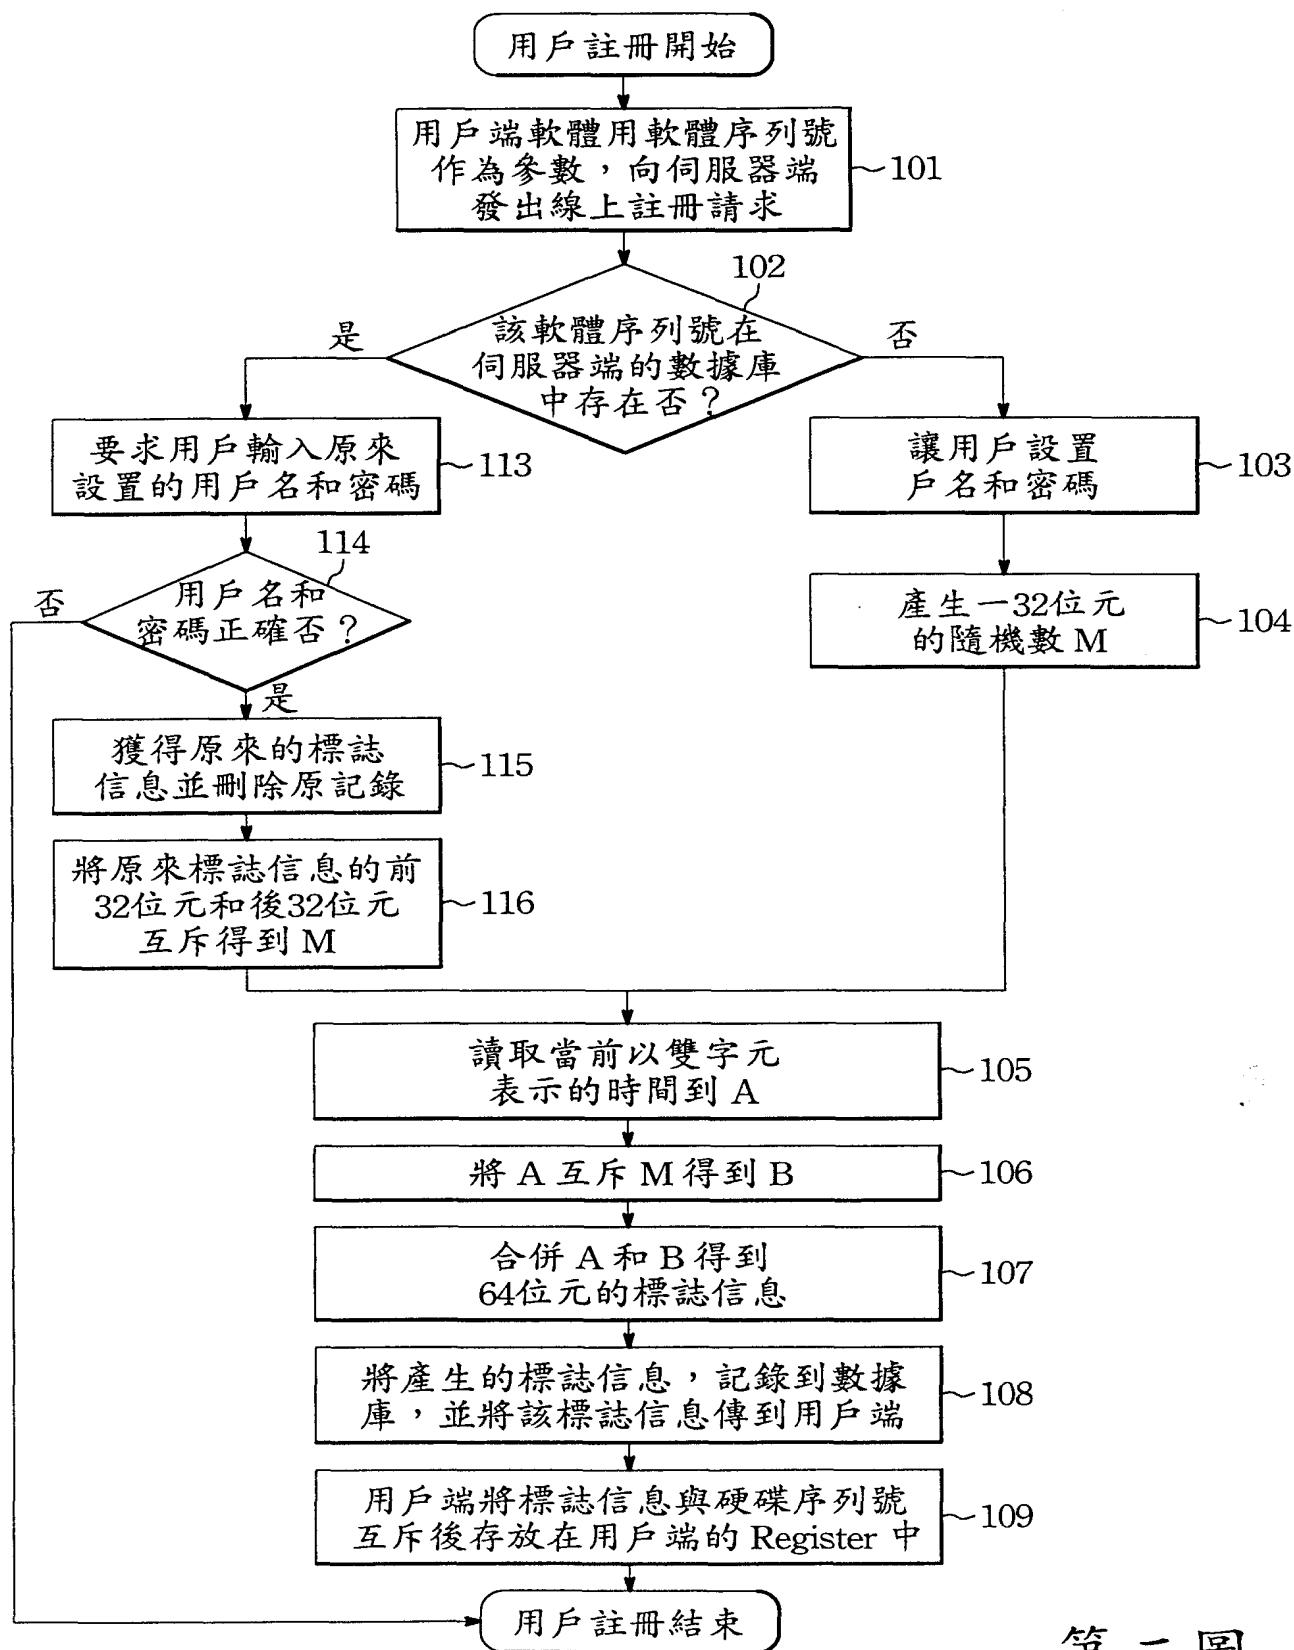 用戶註冊開始
用戶端軟體用軟體序列號
作為參數，向伺服器端
發出線上註冊請求
101
102
該軟體序列號在
伺服器端的數據庫
中存在否？
是
否
要求用戶輸入原來
設置的用戶名和密碼
113
讓用戶設置
戶名和密碼
103
114
用戶名和
密碼正確否？
否
是
產生一32位元
的隨機數 M
104
獲得原來的標誌
信息並刪除原記錄
115
將原來標誌信息的前
32位元和後32位元
互斥得到 M
116
讀取當前以雙字元
表示的時間到 A
105
將 A 互斥 M 得到 B
106
合併 A 和 B 得到
64位元的標誌信息
107
將產生的標誌信息，記錄到數據
庫，並將該標誌信息傳到用戶端
108
用戶端將標誌信息與硬碟序列號
互斥後存放在用戶端的 Register 中
109
用戶註冊結束